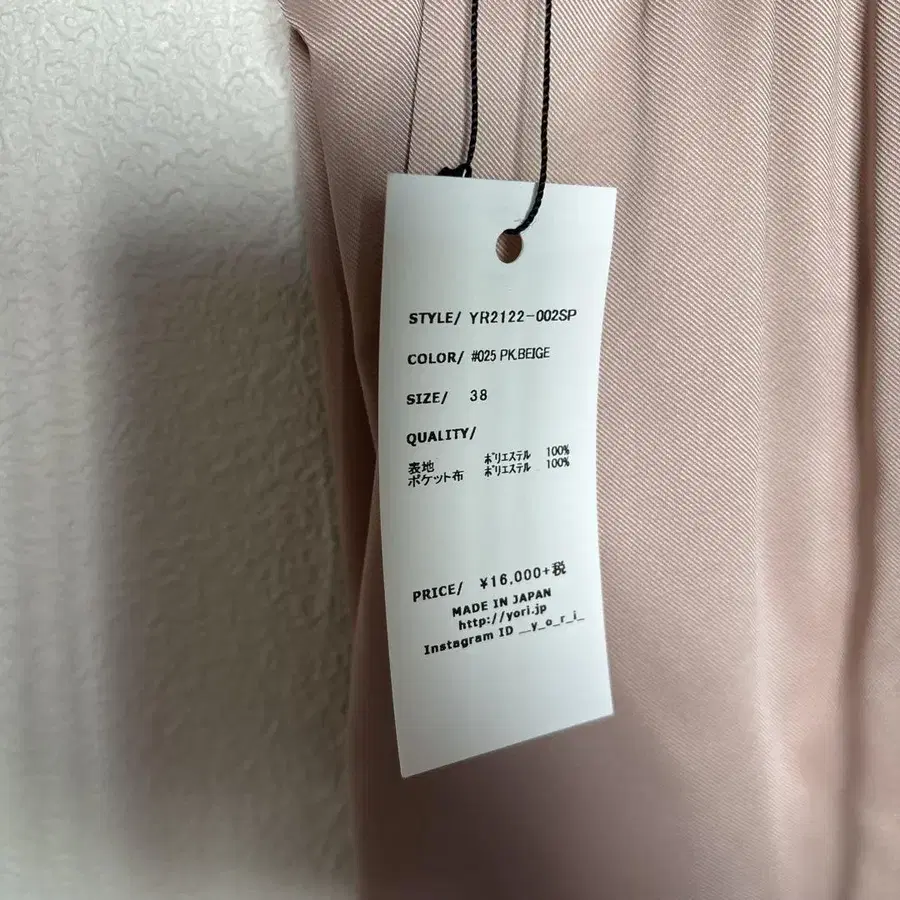 STYLE/ YR2122-002SP
COLOR/ #025 PK.BEIGE
SIZE/ 38
QUALITY/
表地 ポリエステル 100%
ポケット布 ポリエステル 100%
PRICE/ ¥16,000+税
MADE IN JAPAN
http://yori.jp
Instagram ID __y_o_r_i_